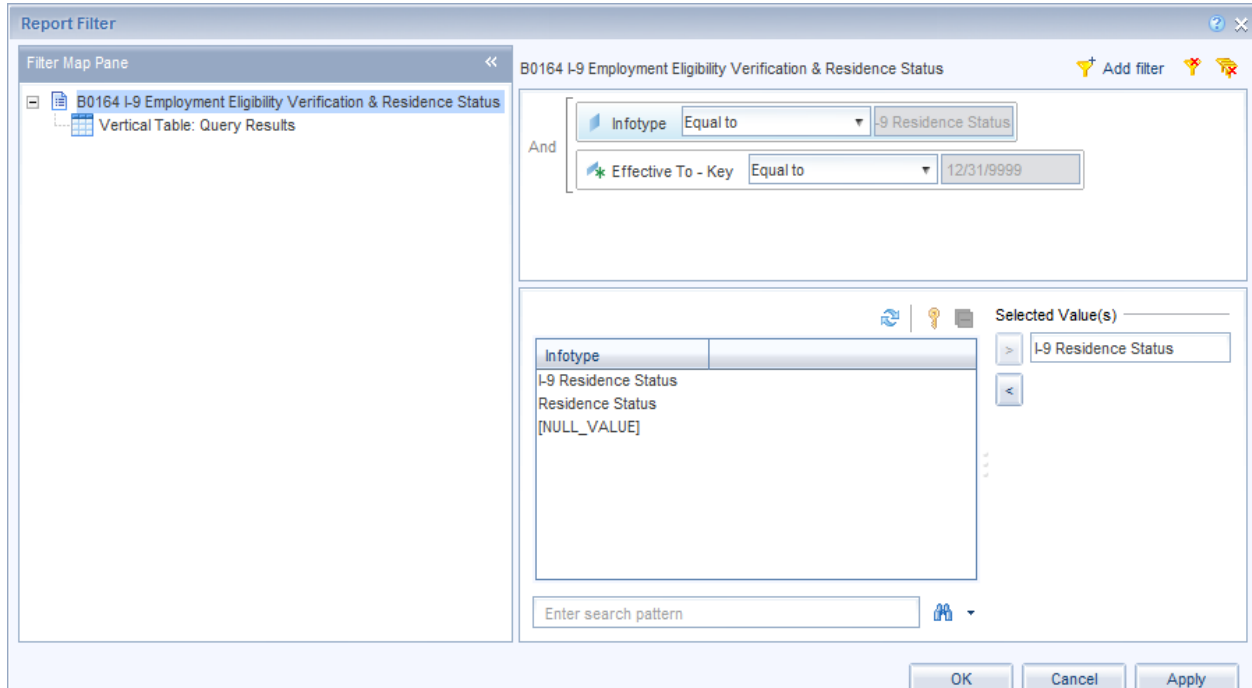 Report Filter
Filter Map Pane
B0164 I-9 Employment Eligibility Verification & Residence Status
Vertical Table: Query Results
B0164 I-9 Employment Eligibility Verification & Residence Status
Add filter
And
Infotype Equal to -9 Residence Status
Effective To - Key Equal to 12/31/9999
Selected Value(s)
Infotype
I-9 Residence Status
Residence Status
[NULL_VALUE]
>
I-9 Residence Status
<
Enter search pattern
OK Cancel Apply